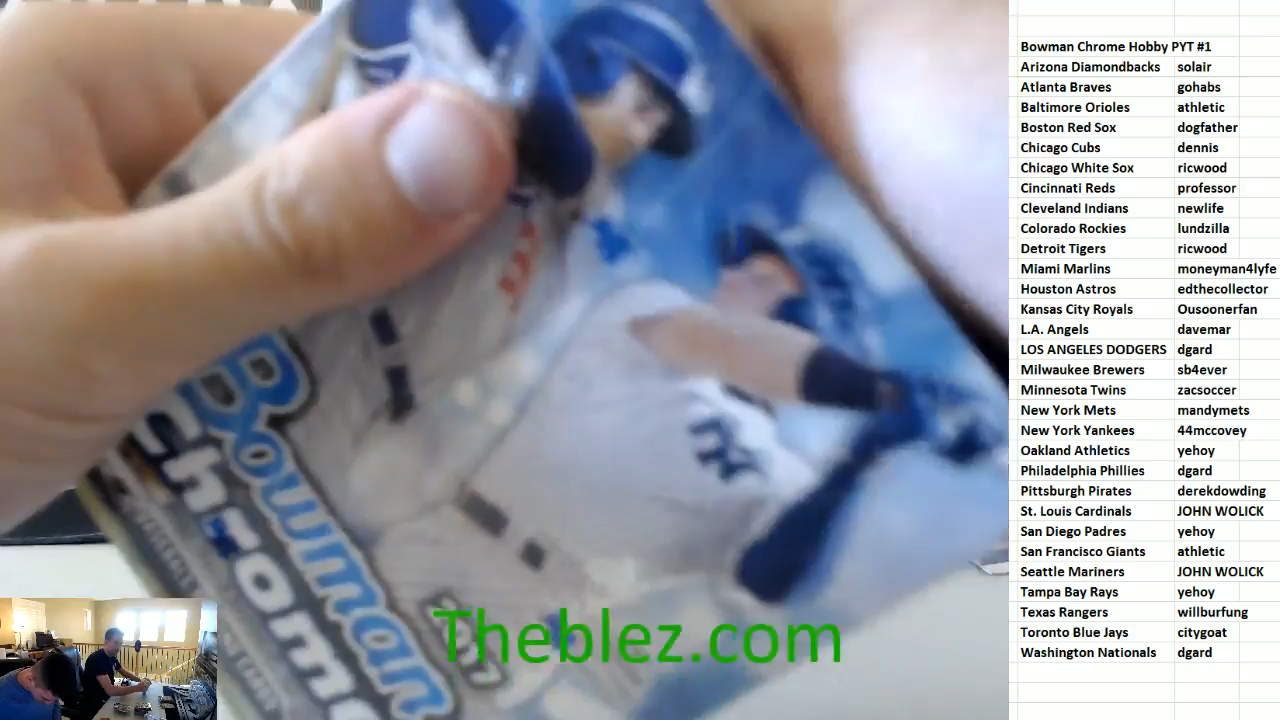 Bowman Chrome Hobby PYT #1
Arizona Diamondbacks solair
Atlanta Braves gohabs
Baltimore Orioles athletic
Boston Red Sox dogfather
Chicago Cubs dennis
Chicago White Sox ricwood
Cincinnati Reds professor
Cleveland Indians newlife
Colorado Rockies lundzilla
Detroit Tigers ricwood
Miami Marlins moneyman4lyfe
Houston Astros edthecollector
Kansas City Royals Ousoonerfan
L.A. Angels davemar
LOS ANGELES DODGERS dgard
Milwaukee Brewers sb4ever
Minnesota Twins zacsoccer
New York Mets mandymets
New York Yankees 44mccovey
Oakland Athletics yehoy
Philadelphia Phillies dgard
Pittsburgh Pirates derekdowding
St. Louis Cardinals JOHN WOLICK
San Diego Padres yehoy
San Francisco Giants athletic
Seattle Mariners JOHN WOLICK
Tampa Bay Rays yehoy
Texas Rangers willburfung
Toronto Blue Jays citygoat
Washington Nationals dgard
Bowman
Chrome
2017
Theblez.com